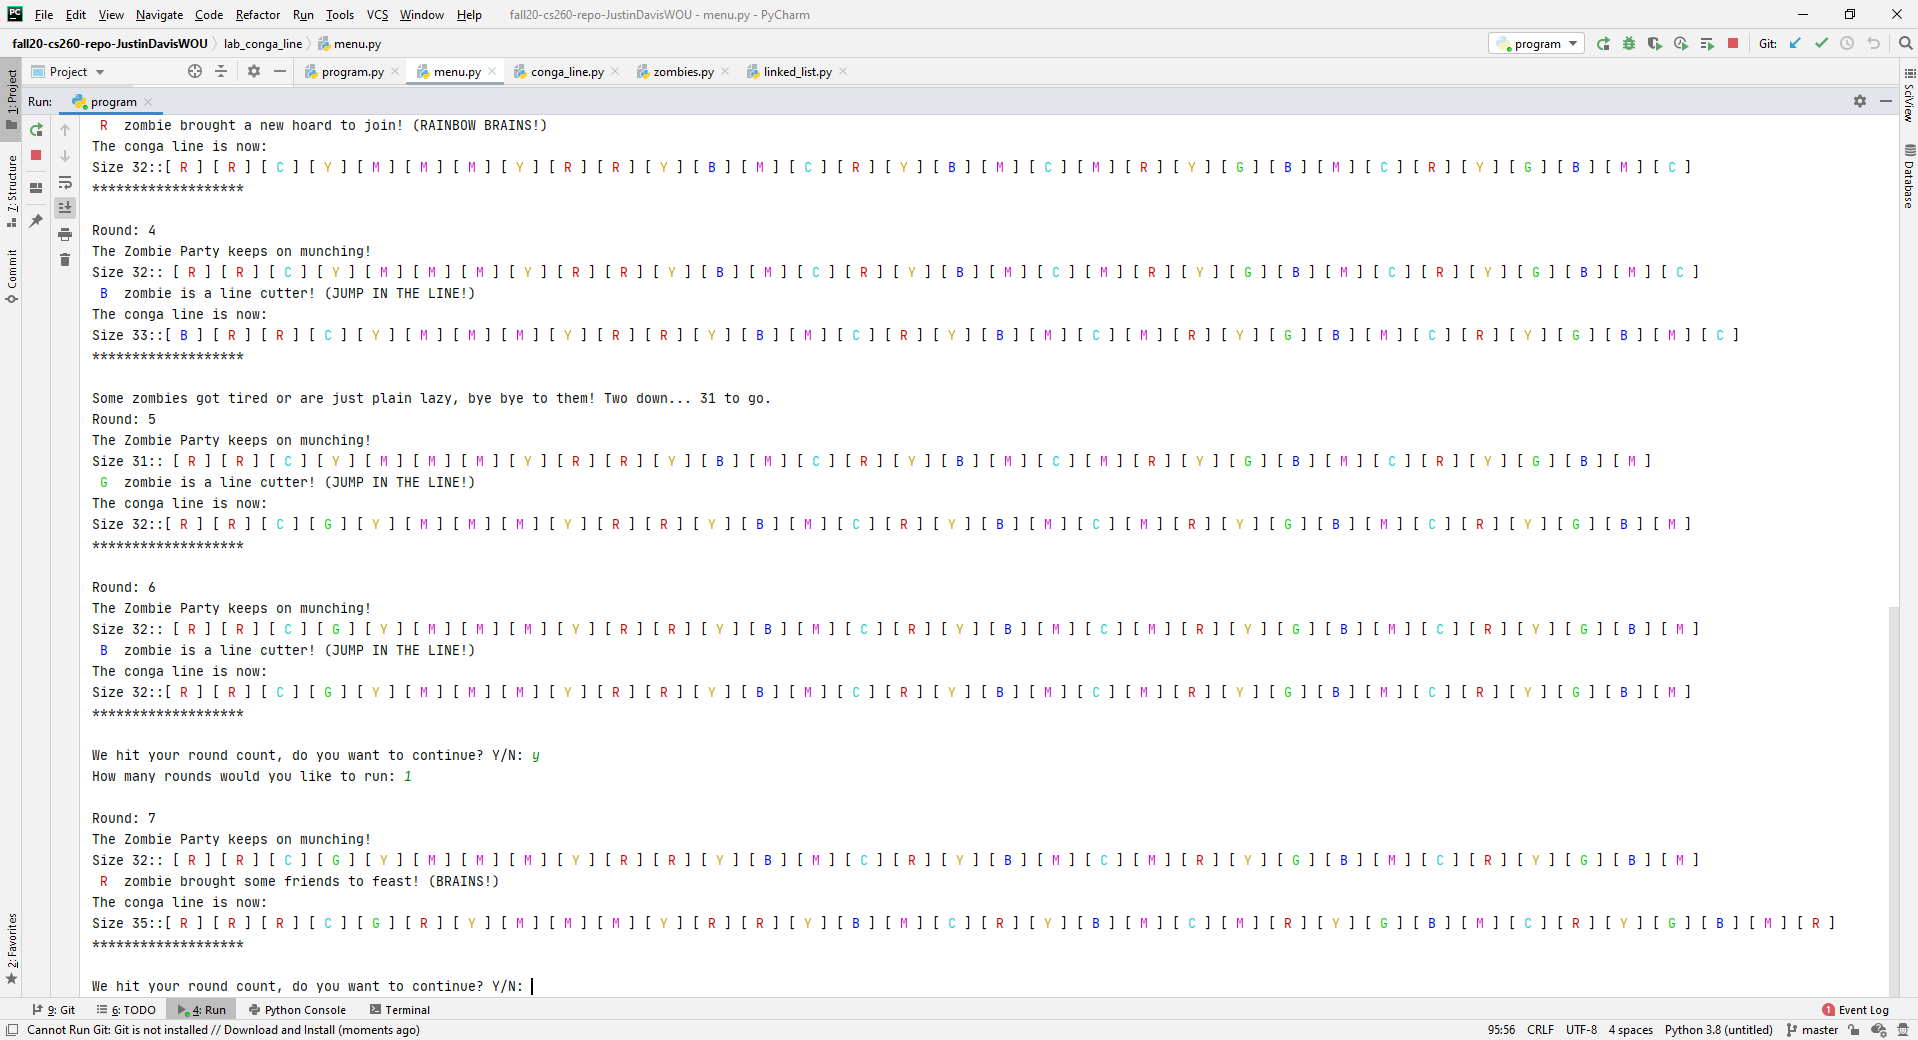 PC File Edit View Navigate Code Refactor Run Tools VCS Window Help fall20-cs260-repo-JustinDavisWOU - menu.py - PyCharm
fall20-cs260-repo-JustinDavisWOU lab_conga_line menu.py program Git:
1: Project
Project program.py menu.py conga_line.py zombies.py linked_list.py
SciView
Run: program
R zombie brought a new hoard to join! (RAINBOW BRAINS!)
The conga line is now:
Size 32::[ R ] [ R ] [ C ] [ Y ] [ M ] [ M ] [ M ] [ Y ] [ R ] [ R ] [ Y ] [ B ] [ M ] [ C ] [ R ] [ Y ] [ B ] [ M ] [ C ] [ M ] [ R ] [ Y ] [ G ] [ B ] [ M ] [ C ] [ R ] [ Y ] [ G ] [ B ] [ M ] [ C ]
*******************
7: Structure
Database
Round: 4
The Zombie Party keeps on munching!
Size 32:: [ R ] [ R ] [ C ] [ Y ] [ M ] [ M ] [ M ] [ Y ] [ R ] [ R ] [ Y ] [ B ] [ M ] [ C ] [ R ] [ Y ] [ B ] [ M ] [ C ] [ M ] [ R ] [ Y ] [ G ] [ B ] [ M ] [ C ] [ R ] [ Y ] [ G ] [ B ] [ M ] [ C ]
Commit
B zombie is a line cutter! (JUMP IN THE LINE!)
The conga line is now:
Size 33::[ B ] [ R ] [ R ] [ C ] [ Y ] [ M ] [ M ] [ M ] [ Y ] [ R ] [ R ] [ Y ] [ B ] [ M ] [ C ] [ R ] [ Y ] [ B ] [ M ] [ C ] [ M ] [ R ] [ Y ] [ G ] [ B ] [ M ] [ C ] [ R ] [ Y ] [ G ] [ B ] [ M ] [ C ]
*******************
Some zombies got tired or are just plain lazy, bye bye to them! Two down... 31 to go.
Round: 5
The Zombie Party keeps on munching!
Size 31:: [ R ] [ R ] [ C ] [ Y ] [ M ] [ M ] [ M ] [ Y ] [ R ] [ R ] [ Y ] [ B ] [ M ] [ C ] [ R ] [ Y ] [ B ] [ M ] [ C ] [ M ] [ R ] [ Y ] [ G ] [ B ] [ M ] [ C ] [ R ] [ Y ] [ G ] [ B ] [ M ]
G zombie is a line cutter! (JUMP IN THE LINE!)
The conga line is now:
Size 32::[ R ] [ R ] [ C ] [ G ] [ Y ] [ M ] [ M ] [ M ] [ Y ] [ R ] [ R ] [ Y ] [ B ] [ M ] [ C ] [ R ] [ Y ] [ B ] [ M ] [ C ] [ M ] [ R ] [ Y ] [ G ] [ B ] [ M ] [ C ] [ R ] [ Y ] [ G ] [ B ] [ M ]
*******************
Round: 6
The Zombie Party keeps on munching!
Size 32:: [ R ] [ R ] [ C ] [ G ] [ Y ] [ M ] [ M ] [ M ] [ Y ] [ R ] [ R ] [ Y ] [ B ] [ M ] [ C ] [ R ] [ Y ] [ B ] [ M ] [ C ] [ M ] [ R ] [ Y ] [ G ] [ B ] [ M ] [ C ] [ R ] [ Y ] [ G ] [ B ] [ M ]
B zombie is a line cutter! (JUMP IN THE LINE!)
The conga line is now:
Size 32::[ R ] [ R ] [ C ] [ G ] [ Y ] [ M ] [ M ] [ M ] [ Y ] [ R ] [ R ] [ Y ] [ B ] [ M ] [ C ] [ R ] [ Y ] [ B ] [ M ] [ C ] [ M ] [ R ] [ Y ] [ G ] [ B ] [ M ] [ C ] [ R ] [ Y ] [ G ] [ B ] [ M ]
*******************
We hit your round count, do you want to continue? Y/N: y
How many rounds would you like to run: 1
Round: 7
The Zombie Party keeps on munching!
Size 32:: [ R ] [ R ] [ C ] [ G ] [ Y ] [ M ] [ M ] [ M ] [ Y ] [ R ] [ R ] [ Y ] [ B ] [ M ] [ C ] [ R ] [ Y ] [ B ] [ M ] [ C ] [ M ] [ R ] [ Y ] [ G ] [ B ] [ M ] [ C ] [ R ] [ Y ] [ G ] [ B ] [ M ]
R zombie brought some friends to feast! (BRAINS!)
The conga line is now:
Size 35::[ R ] [ R ] [ R ] [ C ] [ G ] [ R ] [ Y ] [ M ] [ M ] [ M ] [ Y ] [ R ] [ R ] [ Y ] [ B ] [ M ] [ C ] [ R ] [ Y ] [ B ] [ M ] [ C ] [ M ] [ R ] [ Y ] [ G ] [ B ] [ M ] [ C ] [ R ] [ Y ] [ G ] [ B ] [ M ] [ R ]
*******************
2: Favorites
We hit your round count, do you want to continue? Y/N:
9: Git 6: TODO 4: Run Python Console Terminal 1 Event Log
Cannot Run Git: Git is not installed // Download and Install (moments ago) 95:56 CRLF UTF-8 4 spaces Python 3.8 (untitled) master